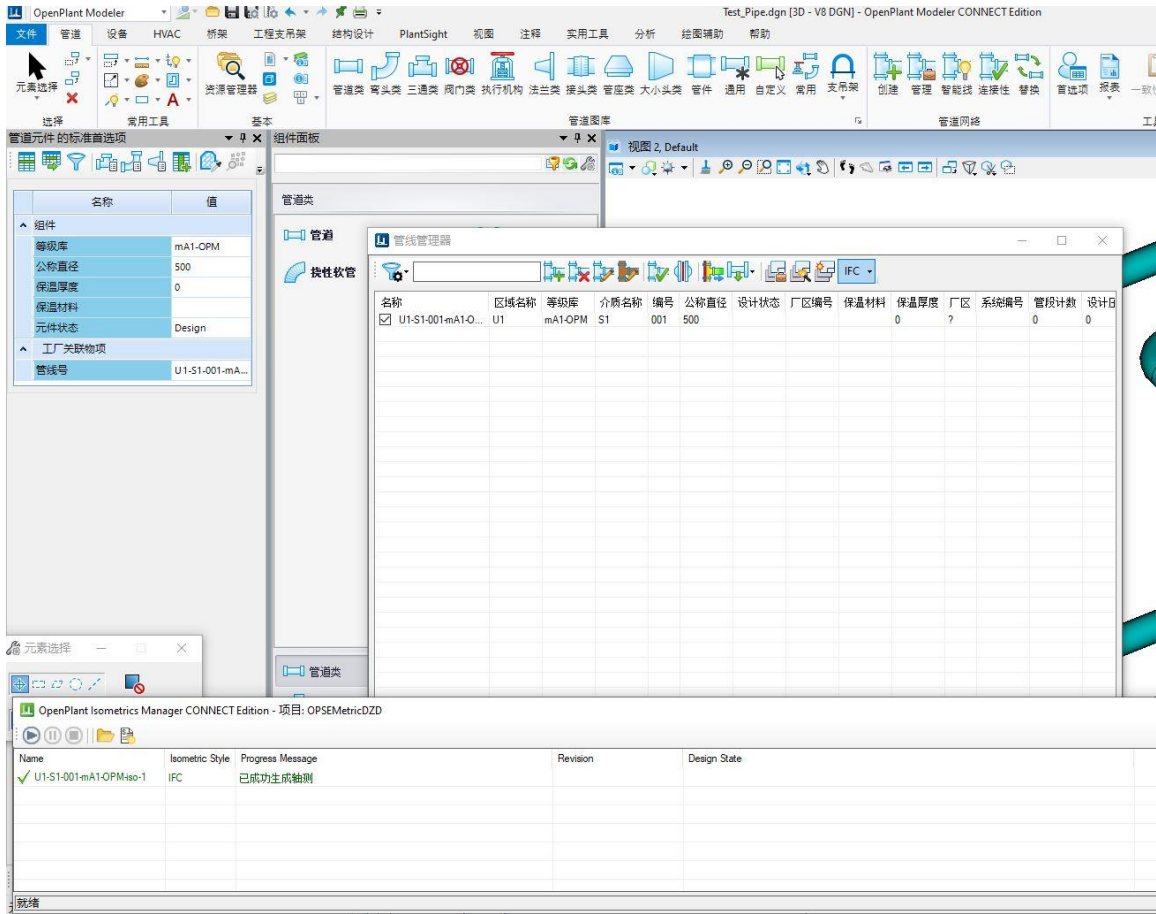 OpenPlant Modeler
Test_Pipe.dgn [3D - V8 DGN] - OpenPlant Modeler CONNECT Edition
文件 管道 设备 HVAC 桥架 工程支吊架 结构设计 PlantSight 视图 注释 实用工具 分析 绘图辅助 帮助
元素选择 资源管理器 管道类 弯头类 三通类 阀门类 执行机构 法兰类 接头类 管座类 大小头类 管件 通用 自定义 常用 支吊架 创建 管理 智能线 连接性 替换 首选项 报表
选择 常用工具 基本 管道图库 管道网络
管道元件的标准首选项 组件面板
视图 2, Default
名称 值
组件
等级库 mA1-OPM
公称直径 500
保温厚度 0
保温材料
元件状态 Design
工厂关联物项
管线号 U1-S1-001-mA...
管道类
管道
挠性软管
管线管理器
IFC
名称 区域名称 等级库 介质名称 编号 公称直径 设计状态 厂区编号 保温材料 保温厚度 厂区 系统编号 管段计数
U1-S1-001-mA1-O... U1 mA1-OPM S1 001 500 0 ? 0 0
元素选择
管道类
OpenPlant Isometrics Manager CONNECT Edition - 项目: OPSEMetricDZD
Name Isometric Style Progress Message Revision Design State
U1-S1-001-mA1-OPM-iso-1 IFC 已成功生成轴测
就绪